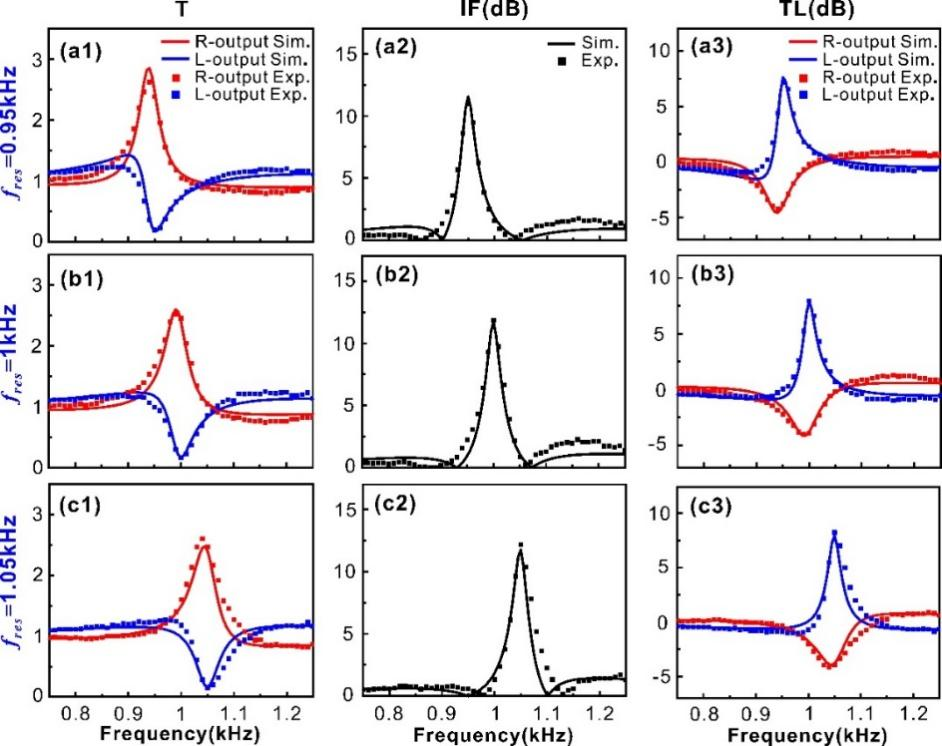 T IF(dB) TL(dB)
f_res=0.95kHz
(a1)
R-output Sim.
L-output Sim.
R-output Exp.
L-output Exp.
3
2
1
0
(a2)
Sim.
Exp.
15
10
5
0
(a3)
R-output Sim.
L-output Sim.
R-output Exp.
L-output Exp.
10
5
0
-5
f_res=1kHz
(b1)
3
2
1
0
(b2)
15
10
5
0
(b3)
10
5
0
-5
f_res=1.05kHz
(c1)
3
2
1
0
(c2)
15
10
5
0
(c3)
10
5
0
-5
0.8 0.9 1 1.1 1.2
0.8 0.9 1 1.1 1.2
0.8 0.9 1 1.1 1.2
Frequency(kHz) Frequency(kHz) Frequency(kHz)